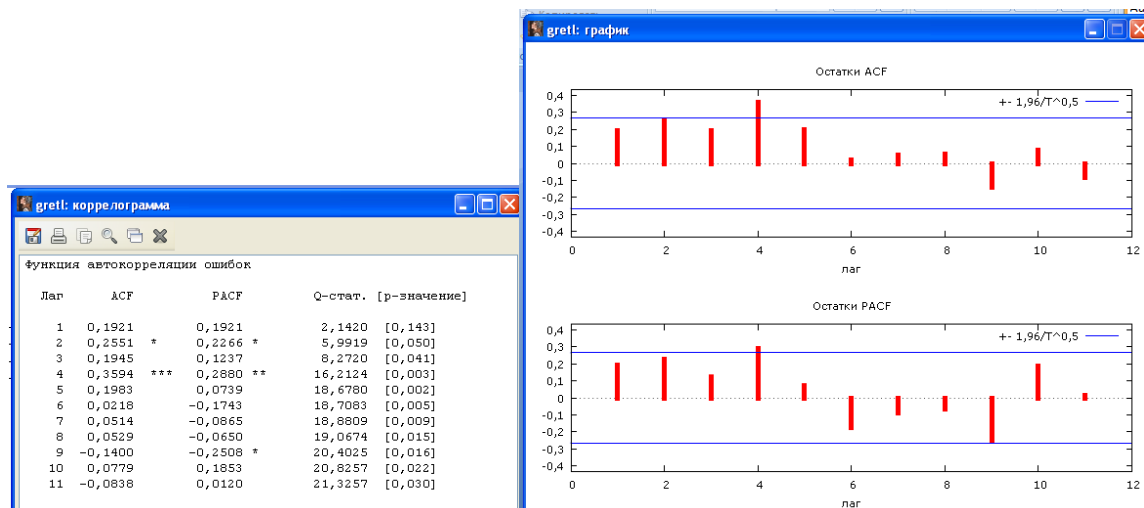 gretl: график
Остатки ACF
+- 1,96/T^0,5
0,4
0,3
0,2
0,1
0
-0,1
-0,2
-0,3
-0,4
0 2 4 6 8 10 12
лаг
Остатки PACF
+- 1,96/T^0,5
0,4
0,3
0,2
0,1
0
-0,1
-0,2
-0,3
-0,4
0 2 4 6 8 10 12
лаг
gretl: коррелограмма
Функция автокорреляции ошибок
Лаг ACF PACF Q-стат. [p-значение]
1 0,1921 0,1921 2,1420 [0,143]
2 0,2551 * 0,2266 * 5,9919 [0,050]
3 0,1945 0,1237 8,2720 [0,041]
4 0,3594 *** 0,2880 ** 16,2124 [0,003]
5 0,1983 0,0739 18,6780 [0,002]
6 0,0218 -0,1743 18,7083 [0,005]
7 0,0514 -0,0865 18,8809 [0,009]
8 0,0529 -0,0650 19,0674 [0,015]
9 -0,1400 -0,2508 * 20,4025 [0,016]
10 0,0779 0,1853 20,8257 [0,022]
11 -0,0838 0,0120 21,3257 [0,030]